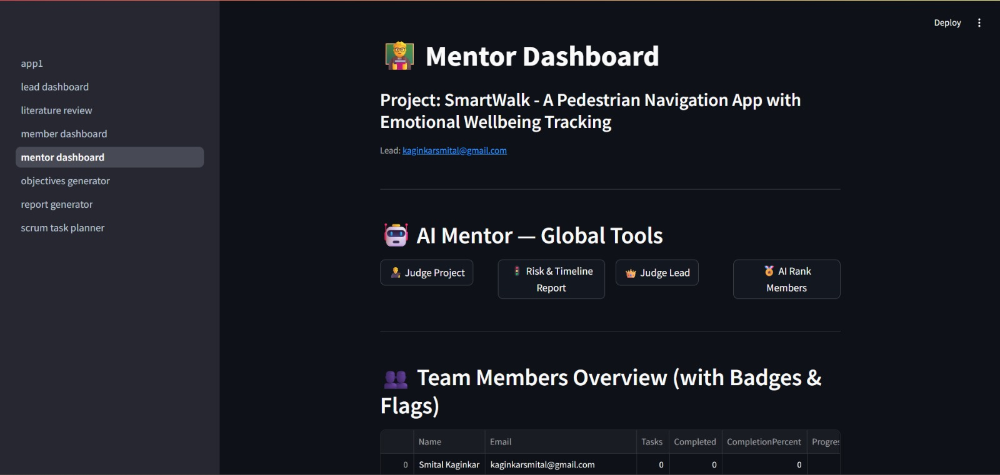 Deploy
app1
lead dashboard
literature review
member dashboard
mentor dashboard
objectives generator
report generator
scrum task planner
Mentor Dashboard
Project: SmartWalk - A Pedestrian Navigation App with
Emotional Wellbeing Tracking
Lead: kaginkarsmital@gmail.com
AI Mentor — Global Tools
Judge Project
Risk & Timeline
Report
Judge Lead
AI Rank
Members
Team Members Overview (with Badges &
Flags)
Name Email Tasks Completed CompletionPercent
0 Smital Kaginkar kaginkarsmital@gmail.com 0 0 0